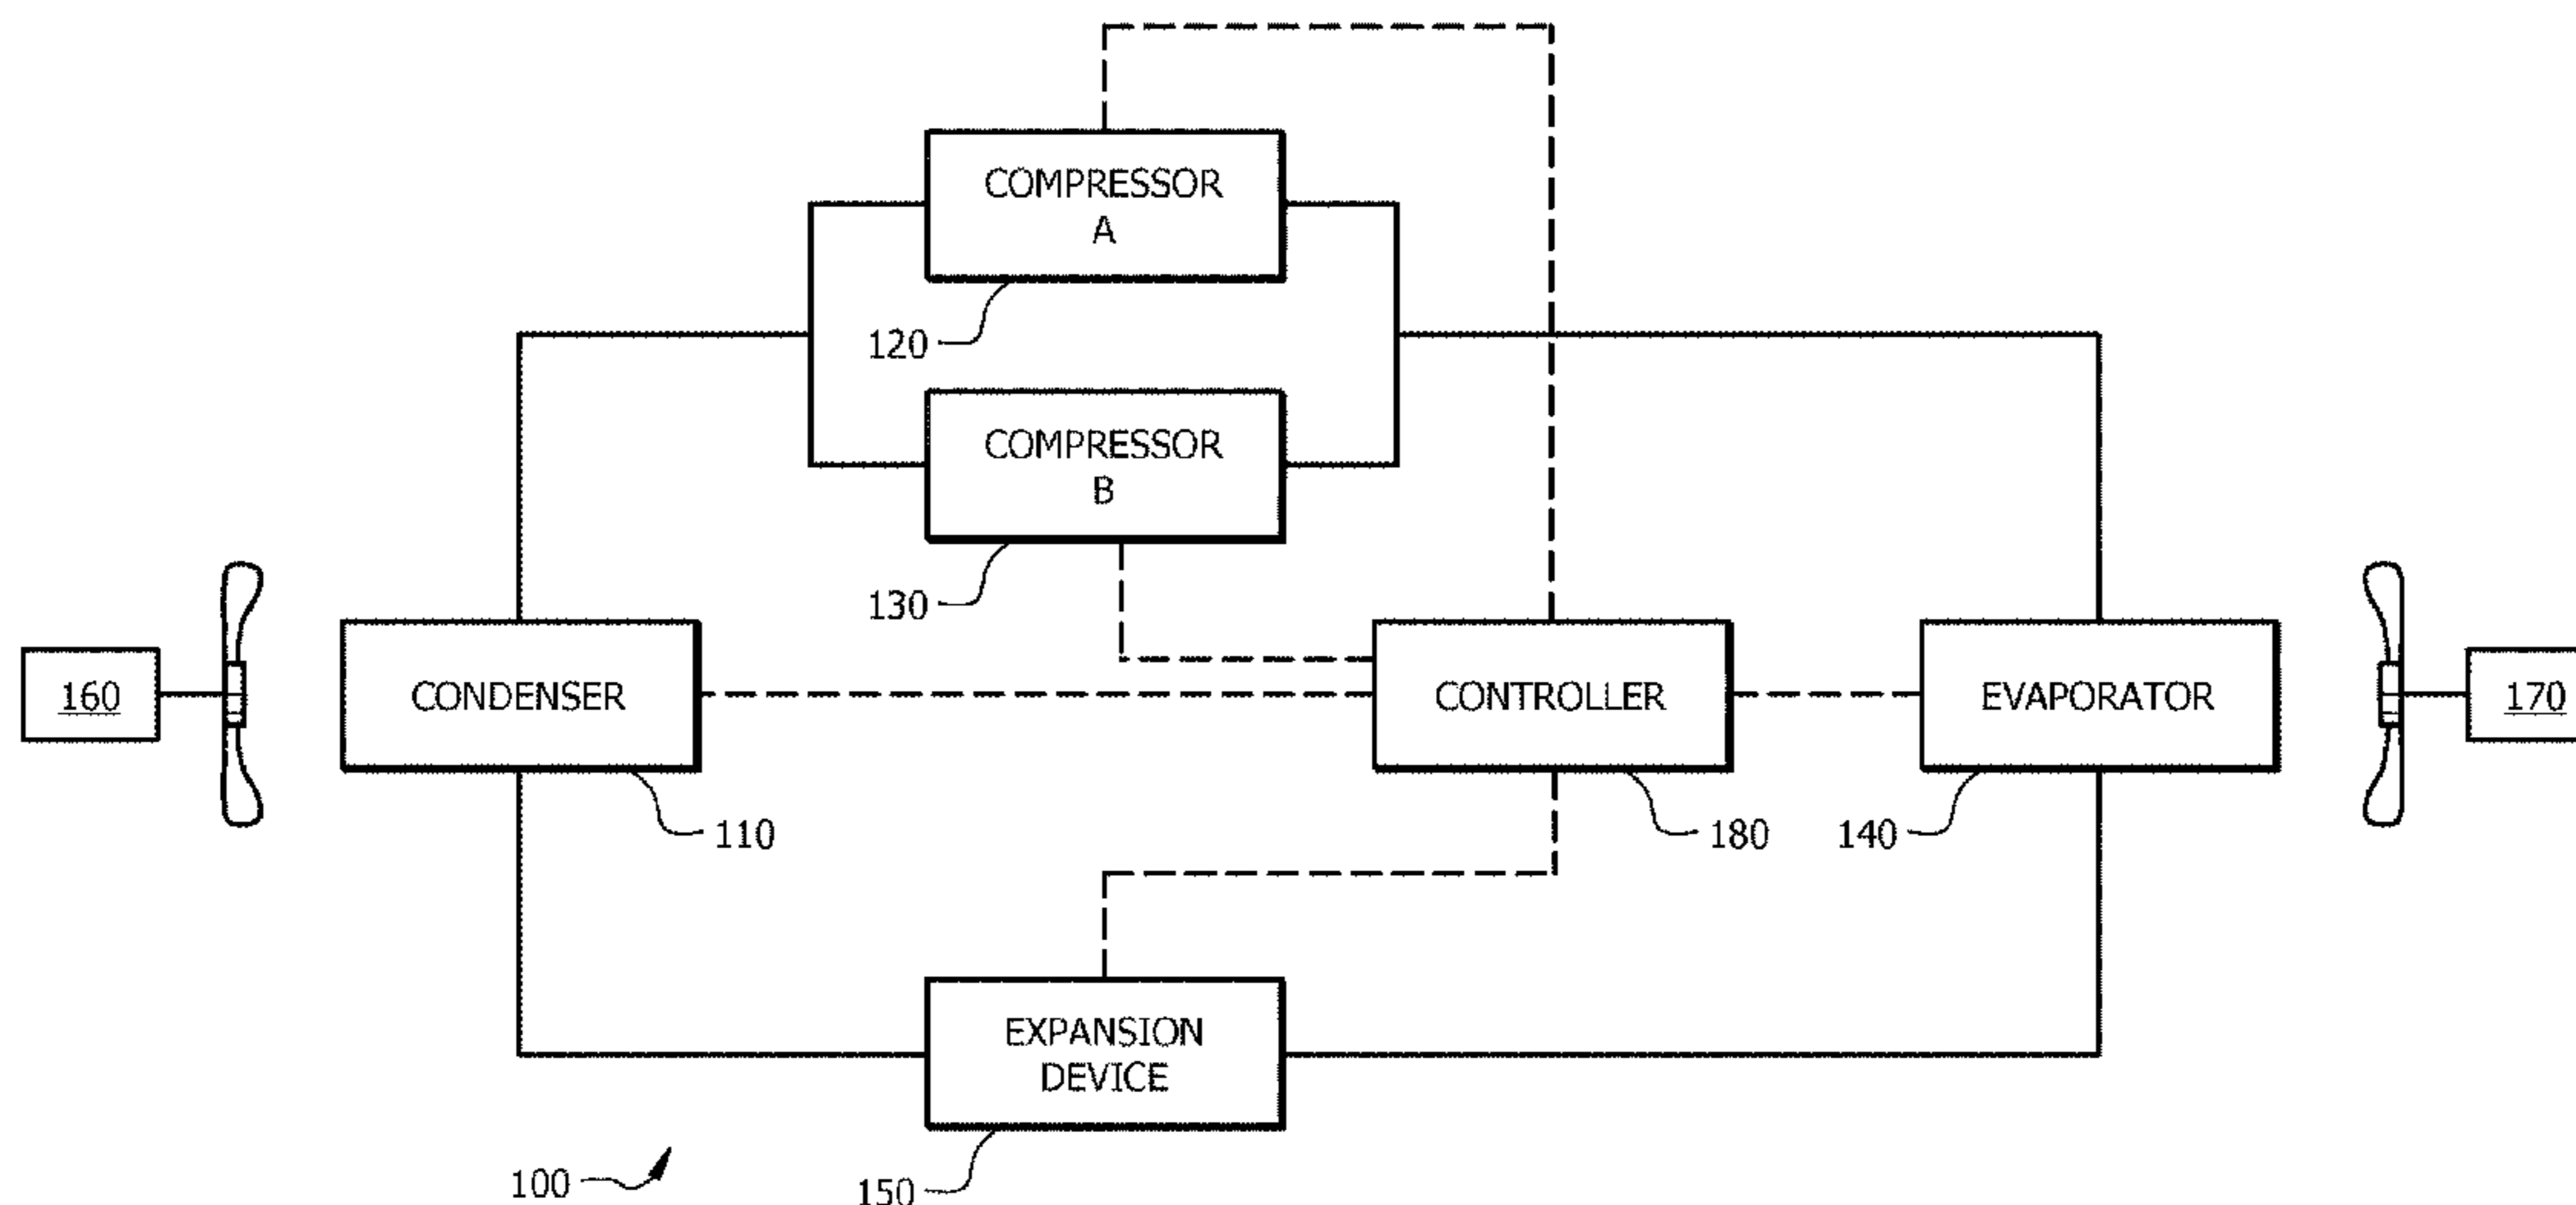 COMPRESSOR
A
120
COMPRESSOR
B
130
160
CONDENSER
CONTROLLER
EVAPORATOR
170
110
180
140
EXPANSION
DEVICE
100
150